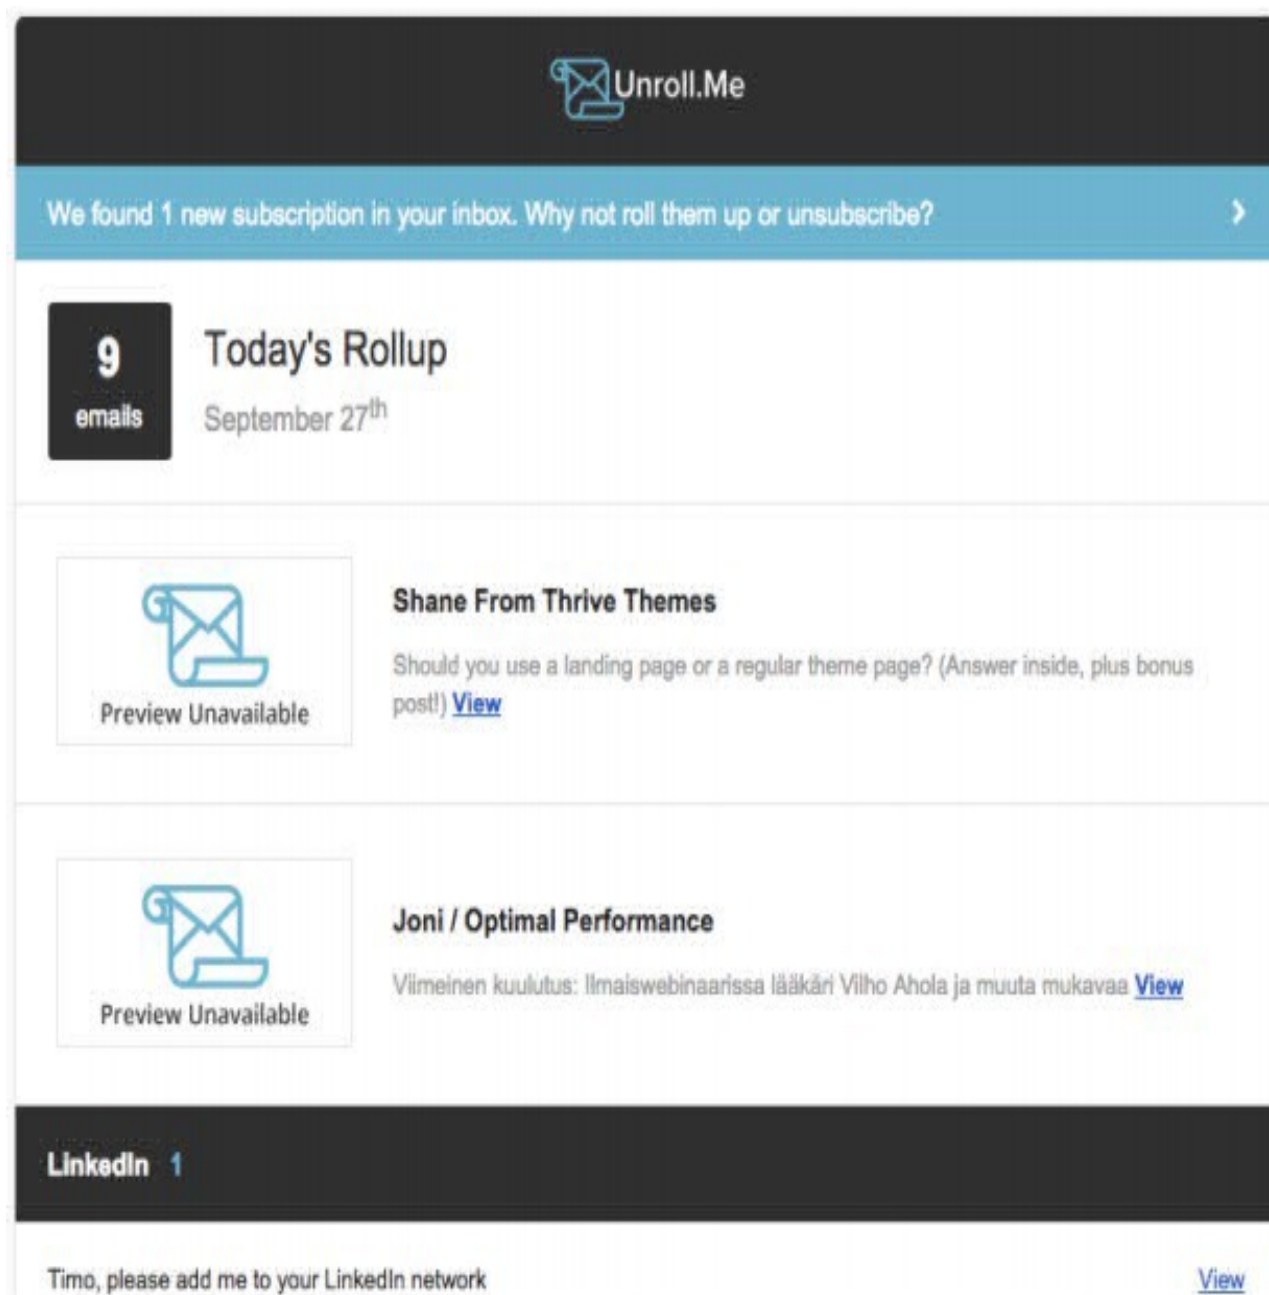 Unroll.Me
We found 1 new subscription in your inbox. Why not roll them up or unsubscribe?
9
emails
Today's Rollup
September 27th
Preview Unavailable
Shane From Thrive Themes
Should you use a landing page or a regular theme page? (Answer inside, plus bonus
post!) View
Preview Unavailable
Joni / Optimal Performance
Viimeinen kuulutus: Ilmaiswebinaarissa lääkäri Vilho Ahola ja muuta mukavaa View
LinkedIn 1
Timo, please add me to your LinkedIn network View